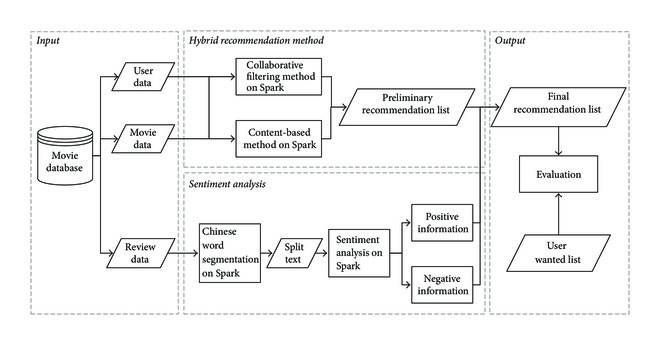 Input
Hybrid recommendation method
Output
User
data
Collaborative
filtering method
on Spark
Preliminary
recommendation list
Final
recommendation list
Movie
database
Movie
data
Content-based
method on Spark
Evaluation
Sentiment analysis
Review
data
Chinese
word
segmentation
on Spark
Split
text
Sentiment
analysis on
Spark
Positive
information
Negative
information
User
wanted list